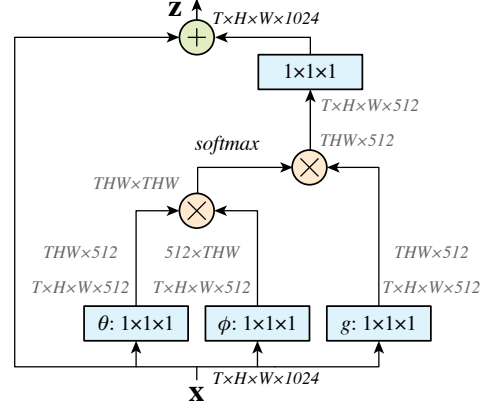 z T×H×W×1024
1×1×1
T×H×W×512
softmax THW×512
THW×THW
THW×512 512×THW THW×512
T×H×W×512 T×H×W×512 T×H×W×512
θ: 1×1×1 ϕ: 1×1×1 g: 1×1×1
x T×H×W×1024